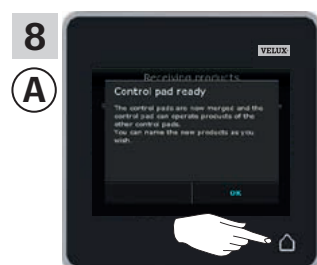 8
A
VELUX
Receiving products
Control pad ready
The control pads are now merged and the
control pad can operate products of the
other control pads.
You can name the new products as you
wish.
OK